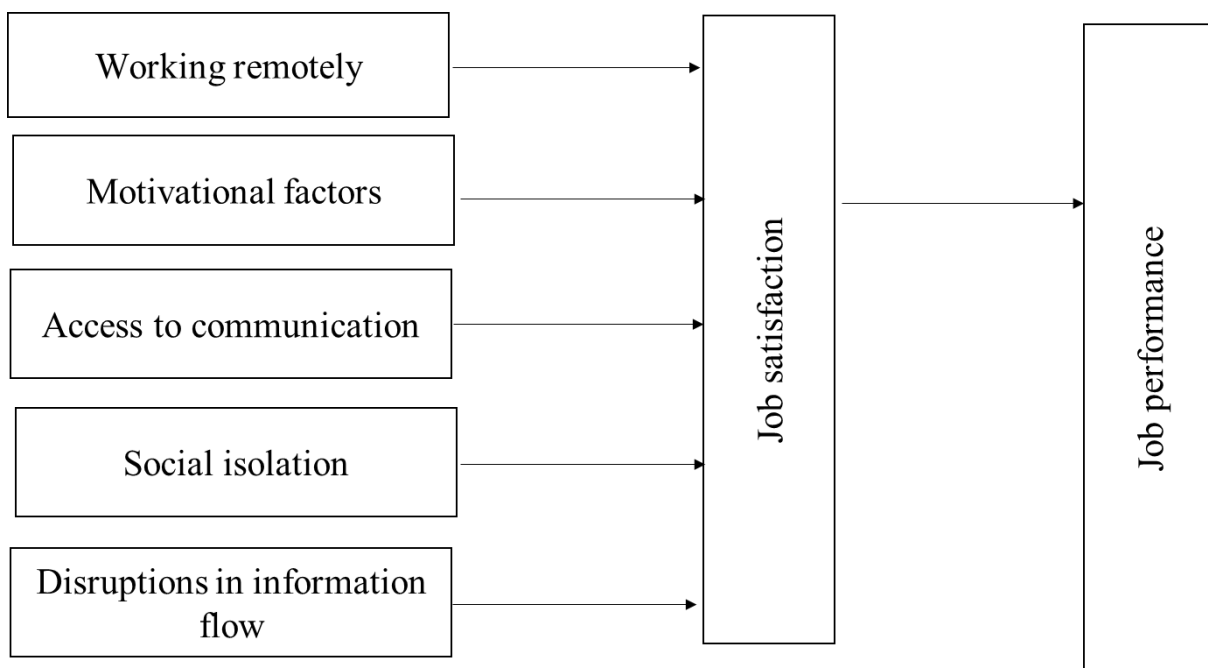 Working remotely
Motivational factors
Access to communication
Social isolation
Disruptions in information
flow
Job satisfaction
Job performance